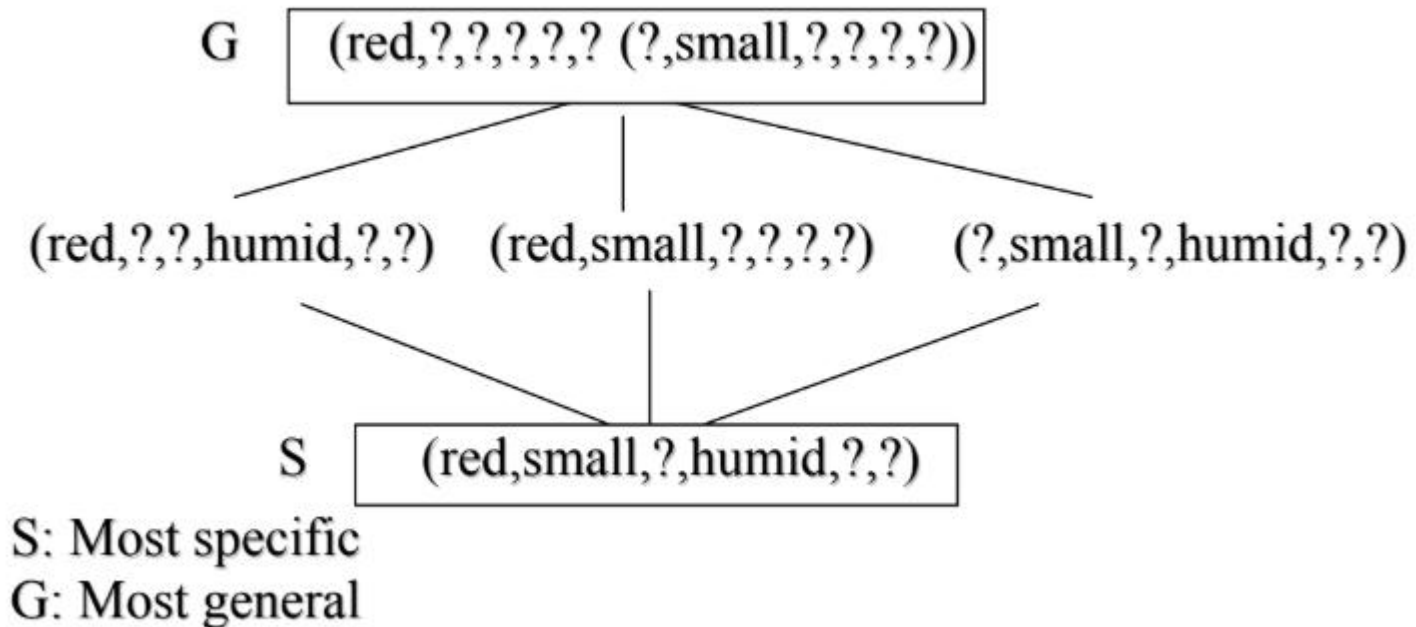 G (red,?,?,?,?,? (?,small,?,?,?,?))
(red,?,?,humid,?,?) (red,small,?,?,?,?) (?,small,?,humid,?,?)
S (red,small,?,humid,?,?)
S: Most specific
G: Most general